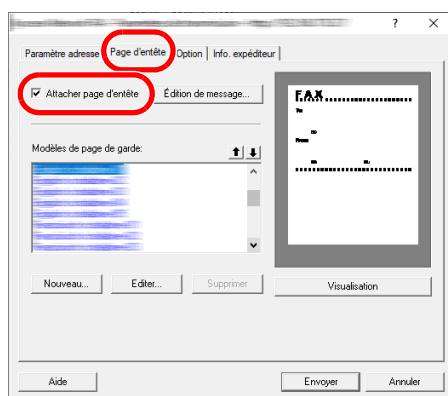 Paramètre adresse Page d'entête Option Info. expéditeur
Attacher page d'entête Édition de message...
FAX
Modèles de page de garde:
Nouveau... Editer... Supprimer Visualisation
Aide Envoyer Annuler